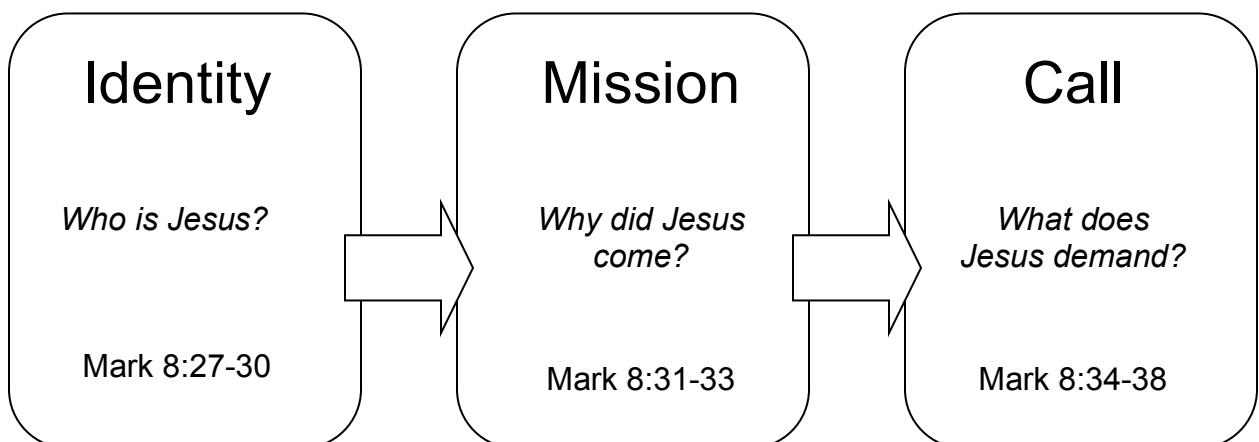 Identity
Who is Jesus?
Mark 8:27-30
Mission
Why did Jesus
come?
Mark 8:31-33
Call
What does
Jesus demand?
Mark 8:34-38